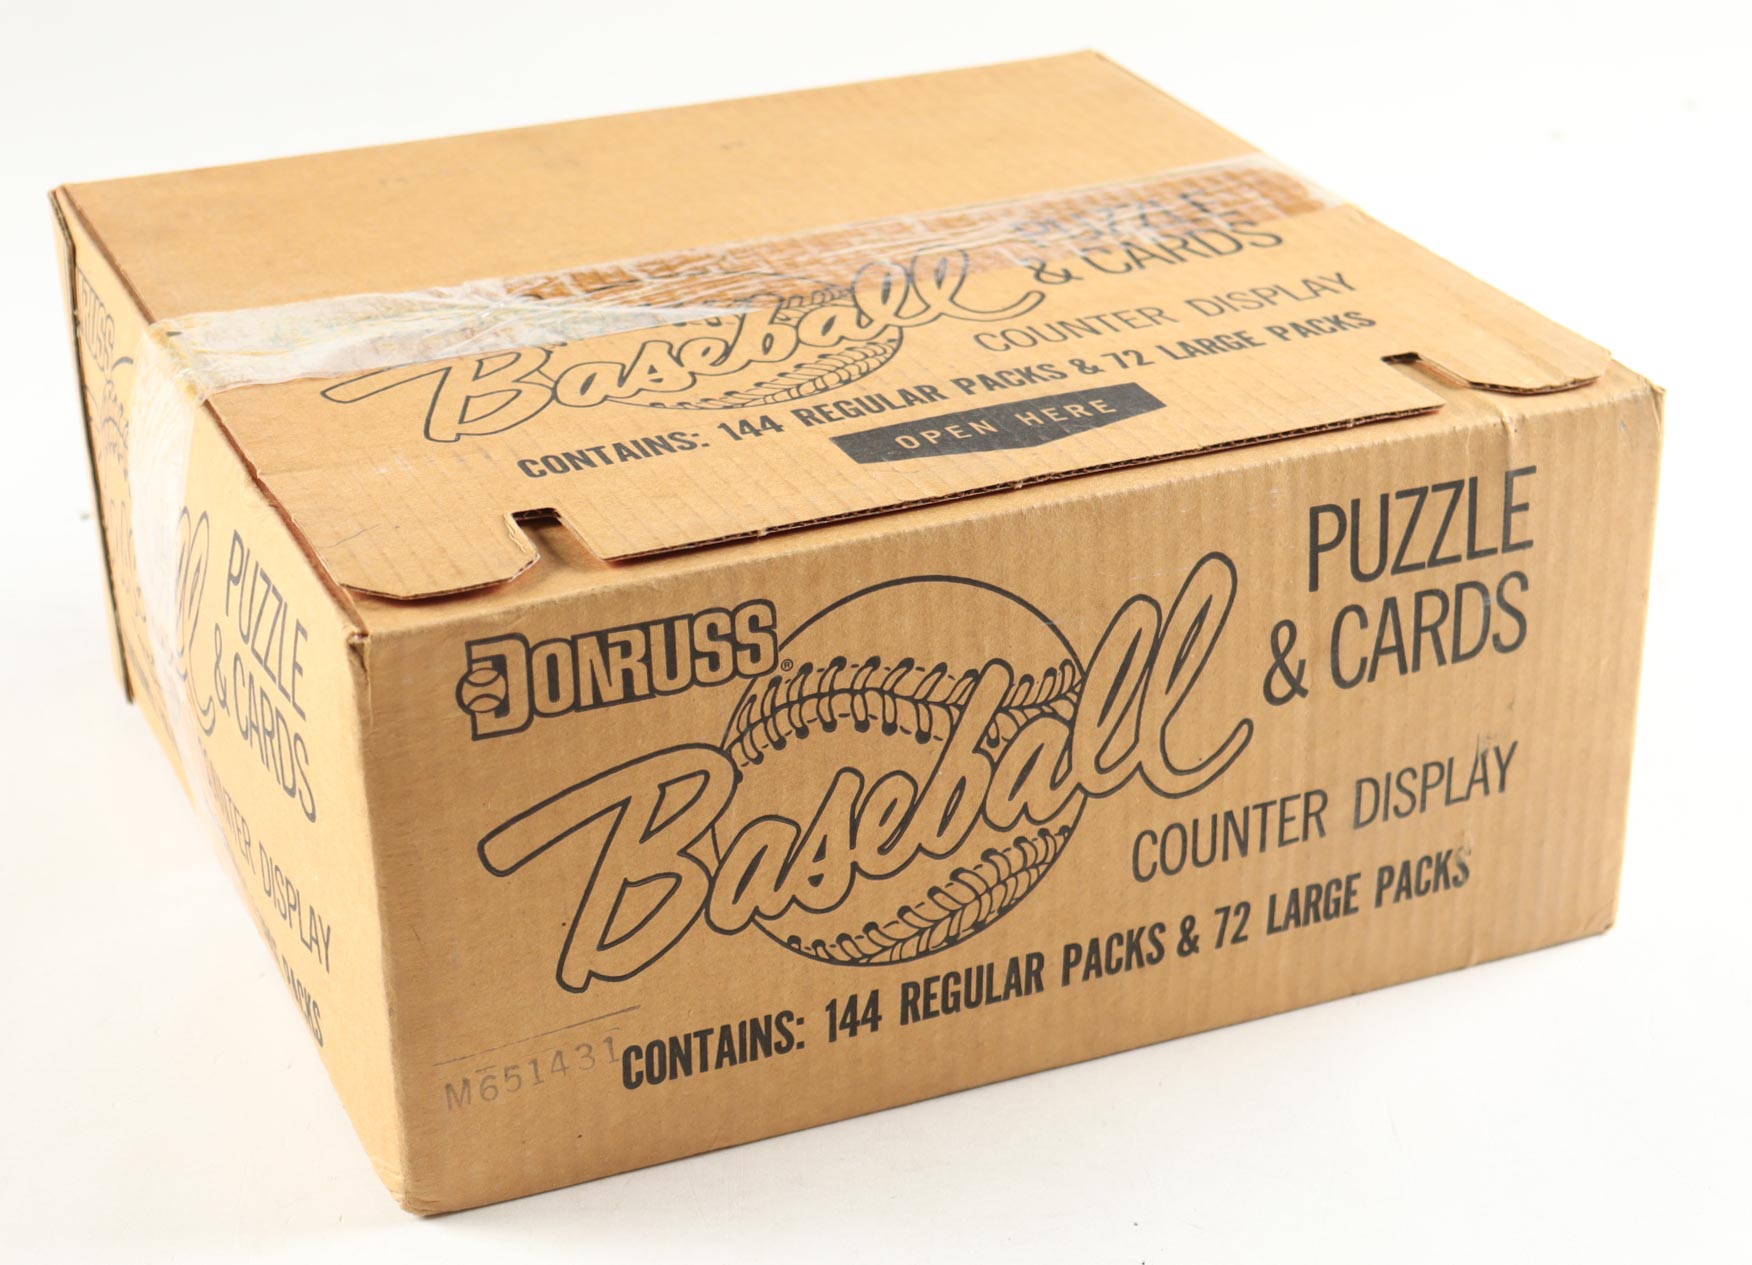 PUZZLE
& CARDS
Baseball
COUNTER DISPLAY
CONTAINS: 144 REGULAR PACKS & 72 LARGE PACKS
OPEN HERE
DONRUSS®
Baseball
PUZZLE
& CARDS
COUNTER DISPLAY
CONTAINS: 144 REGULAR PACKS & 72 LARGE PACKS
M651431
PUZZLE
& CARDS
DISPLAY
PACKS